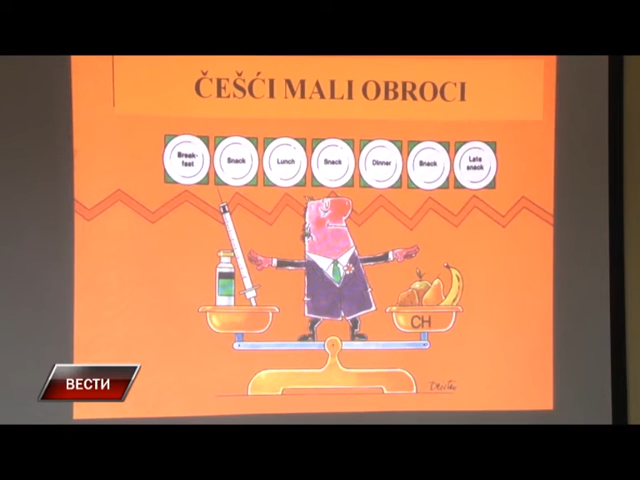 ČEŠĆI MALI OBROCI
Break-
fast
Snack
Lunch
Snack
Dinner
Snack
Late
snack
CH
ВЕСТИ